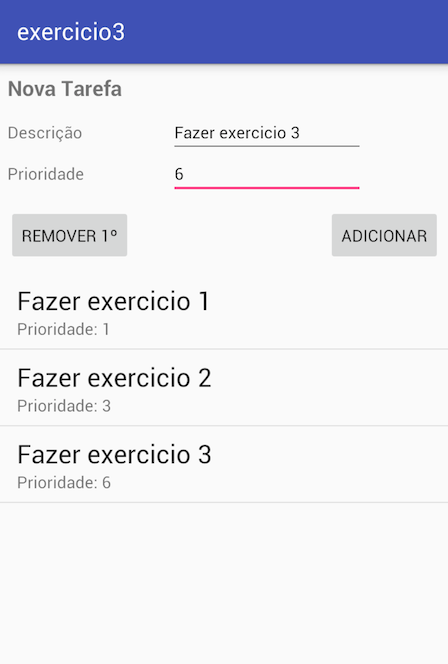 exercicio3
Nova Tarefa
Descrição Fazer exercicio 3
Prioridade 6
REMOVER 1º ADICIONAR
Fazer exercicio 1
Prioridade: 1
Fazer exercicio 2
Prioridade: 3
Fazer exercicio 3
Prioridade: 6